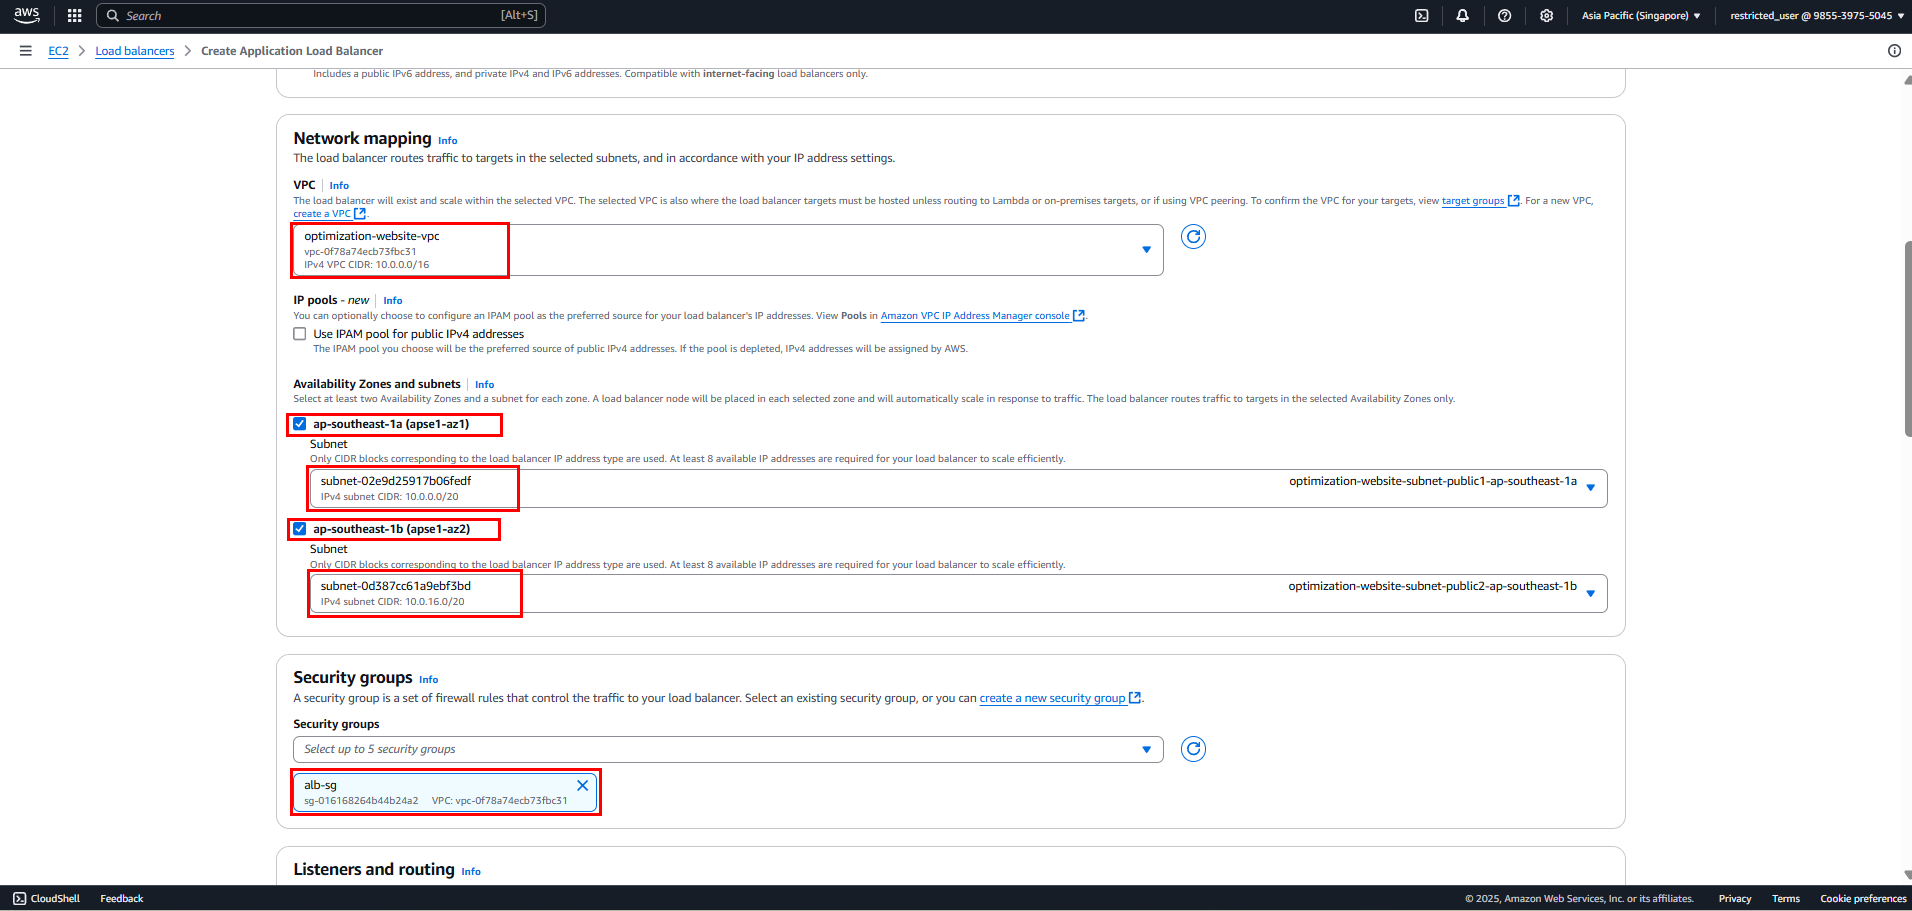 aws
Search
[Alt+S]
Asia Pacific (Singapore)
restricted_user @ 9855-3975-5045
EC2
Load balancers
Create Application Load Balancer
Includes a public IPv6 address, and private IPv4 and IPv6 addresses. Compatible with internet-facing load balancers only.
Network mapping Info
The load balancer routes traffic to targets in the selected subnets, and in accordance with your IP address settings.
VPC Info
The load balancer will exist and scale within the selected VPC. The selected VPC is also where the load balancer targets must be hosted unless routing to Lambda or on-premises targets, or if using VPC peering. To confirm the VPC for your targets, view target groups. For a new VPC,
create a VPC.
optimization-website-vpc
vpc-0f78a74ecb73fbc31
IPv4 VPC CIDR: 10.0.0.0/16
IP pools - new Info
You can optionally choose to configure an IPAM pool as the preferred source for your load balancer's IP addresses. View Pools in Amazon VPC IP Address Manager console.
Use IPAM pool for public IPv4 addresses
The IPAM pool you choose will be the preferred source of public IPv4 addresses. If the pool is depleted, IPv4 addresses will be assigned by AWS.
Availability Zones and subnets Info
Select at least two Availability Zones and a subnet for each zone. A load balancer node will be placed in each selected zone and will automatically scale in response to traffic. The load balancer routes traffic to targets in the selected Availability Zones only.
ap-southeast-1a (apse1-az1)
Subnet
Only CIDR blocks corresponding to the load balancer IP address type are used. At least 8 available IP addresses are required for your load balancer to scale efficiently.
subnet-02e9d25917b06fedf
optimization-website-subnet-public1-ap-southeast-1a
IPv4 subnet CIDR: 10.0.0.0/20
ap-southeast-1b (apse1-az2)
Subnet
Only CIDR blocks corresponding to the load balancer IP address type are used. At least 8 available IP addresses are required for your load balancer to scale efficiently.
subnet-0d387cc61a9ebf3bd
optimization-website-subnet-public2-ap-southeast-1b
IPv4 subnet CIDR: 10.0.16.0/20
Security groups Info
A security group is a set of firewall rules that control the traffic to your load balancer. Select an existing security group, or you can create a new security group.
Security groups
Select up to 5 security groups
alb-sg
sg-016168264b44b24a2 VPC: vpc-0f78a74ecb73fbc31
Listeners and routing Info
CloudShell
Feedback
© 2025, Amazon Web Services, Inc. or its affiliates.
Privacy
Terms
Cookie preferences